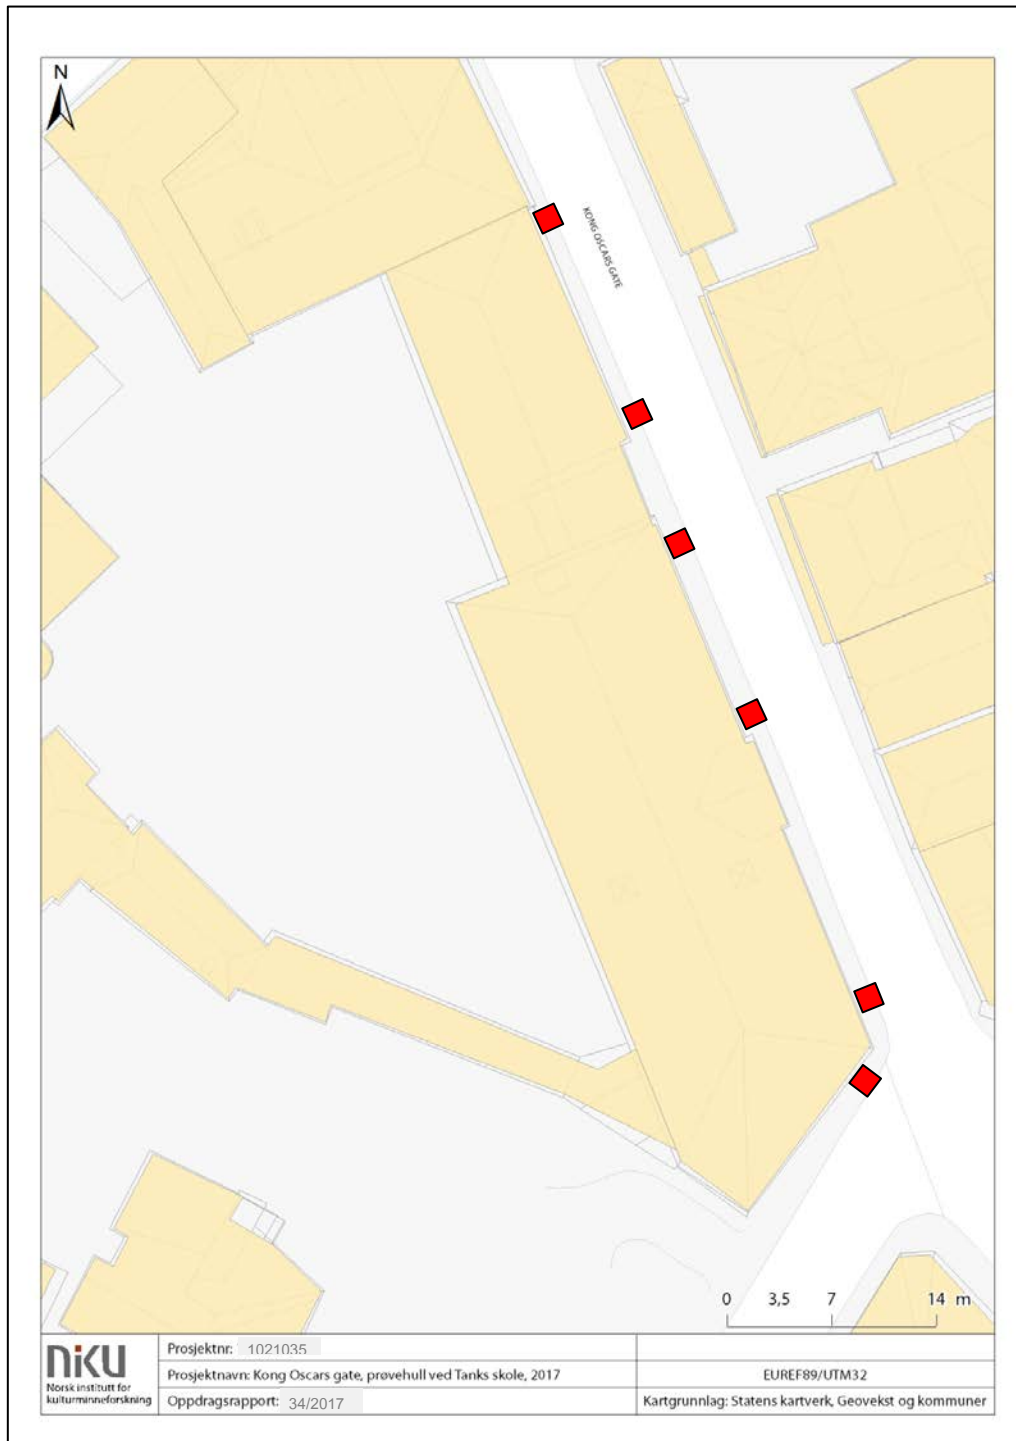 N
KONG OSCARS GATE
0 3,5 7 14 m
niKU
Norsk institutt for
kulturminneforskning
Prosjektnr: 1021035
Prosjektnavn: Kong Oscars gate, prøvehull ved Tanks skole, 2017
EUREF89/UTM32
Oppdragsrapport: 34/2017
Kartgrunnlag: Statens kartverk, Geovekst og kommuner